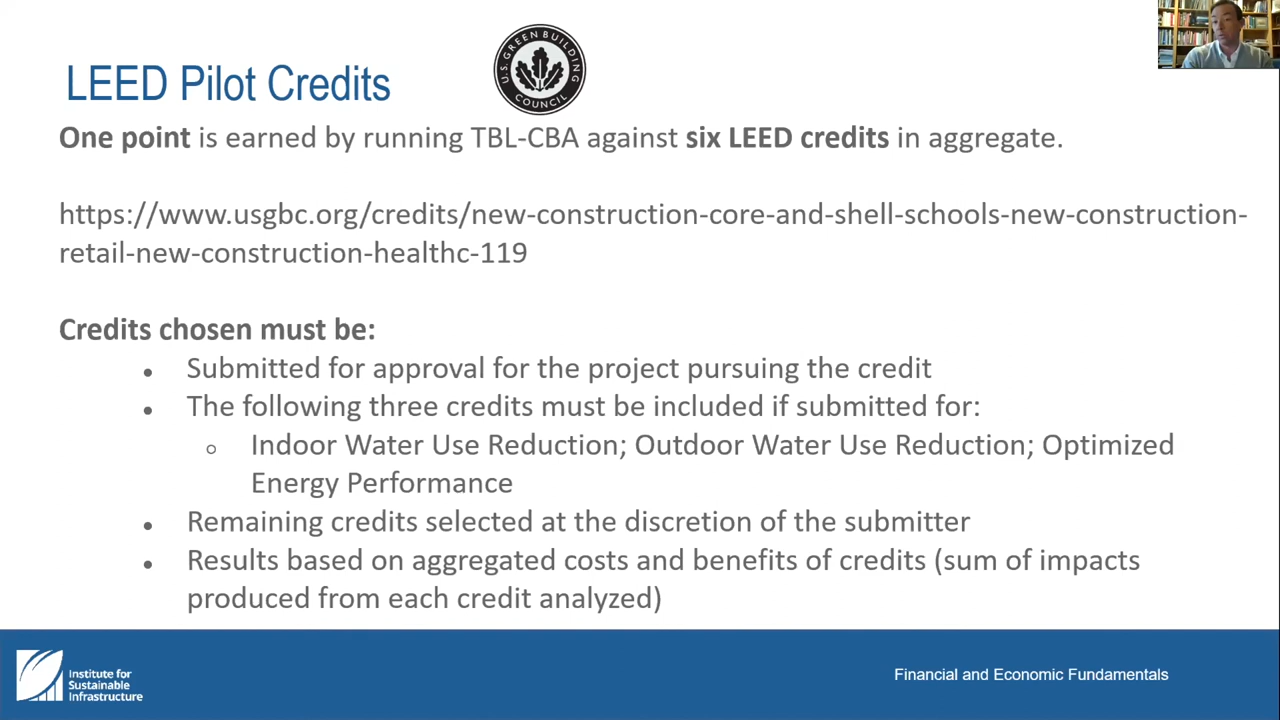 LEED Pilot Credits
U.S. GREEN BUILDING COUNCIL
One point is earned by running TBL-CBA against six LEED credits in aggregate.
https://www.usgbc.org/credits/new-construction-core-and-shell-schools-new-construction-
retail-new-construction-healthc-119
Credits chosen must be:
Submitted for approval for the project pursuing the credit
The following three credits must be included if submitted for:
Indoor Water Use Reduction; Outdoor Water Use Reduction; Optimized
Energy Performance
Remaining credits selected at the discretion of the submitter
Results based on aggregated costs and benefits of credits (sum of impacts
produced from each credit analyzed)
Institute for
Sustainable
Infrastructure
Financial and Economic Fundamentals